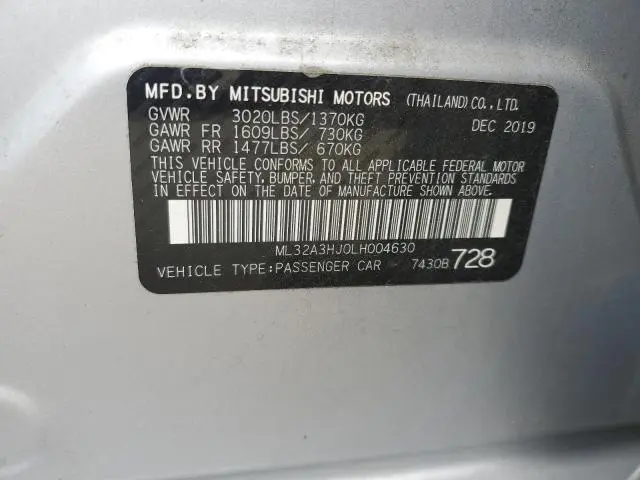 MFD. BY MITSUBISHI MOTORS (THAILAND) CO., LTD.
GVWR 3020LBS/1370KG DEC 2019
GAWR FR 1609LBS/ 730KG
GAWR RR 1477LBS/ 670KG
THIS VEHICLE CONFORMS TO ALL APPLICABLE FEDERAL MOTOR
VEHICLE SAFETY, BUMPER, AND THEFT PREVENTION STANDARDS
IN EFFECT ON THE DATE OF MANUFACTURE SHOWN ABOVE.
ML32A3HJ0LH004630
VEHICLE TYPE:PASSENGER CAR 7430B 728